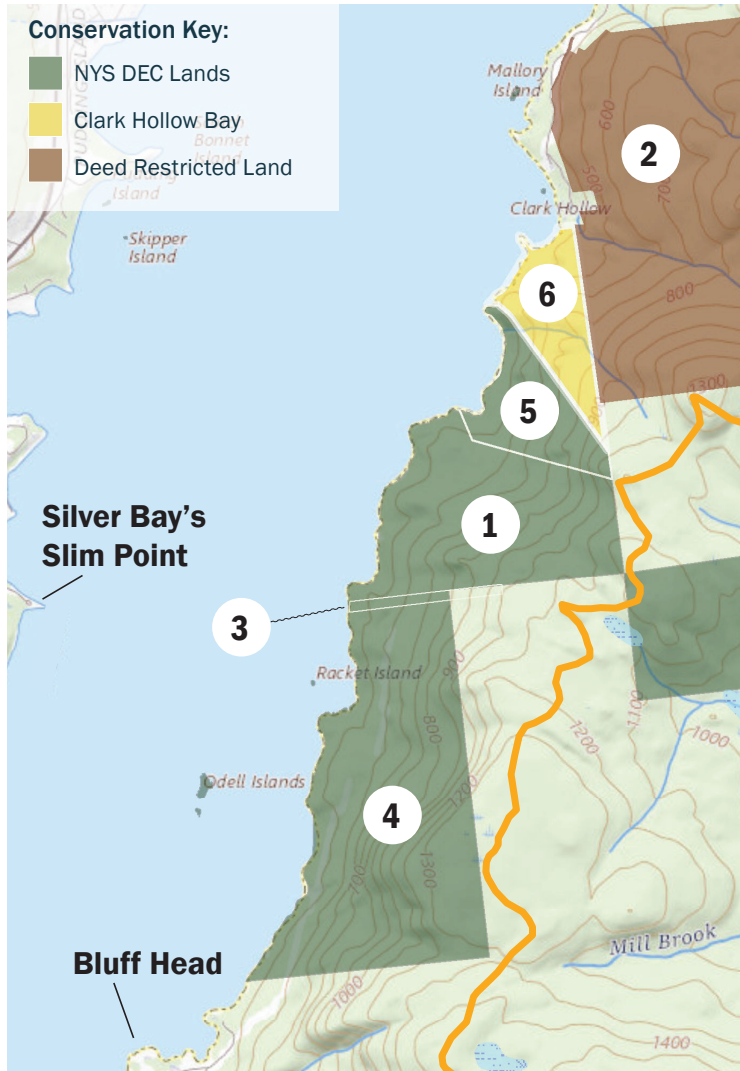 Conservation Key:
NYS DEC Lands
Clark Hollow Bay
Deed Restricted Land
Bonnet
Island
Island
Skipper
Island
Mallory
Island
600
2
500
Clark Hollow
800
6
1300
5
Silver Bay's
Slim Point
1
3
Racket Island
900
1100
800
1200
1000
Odell Islands
1200
4
700
1300
Mill Brook
Bluff Head
1000
1400